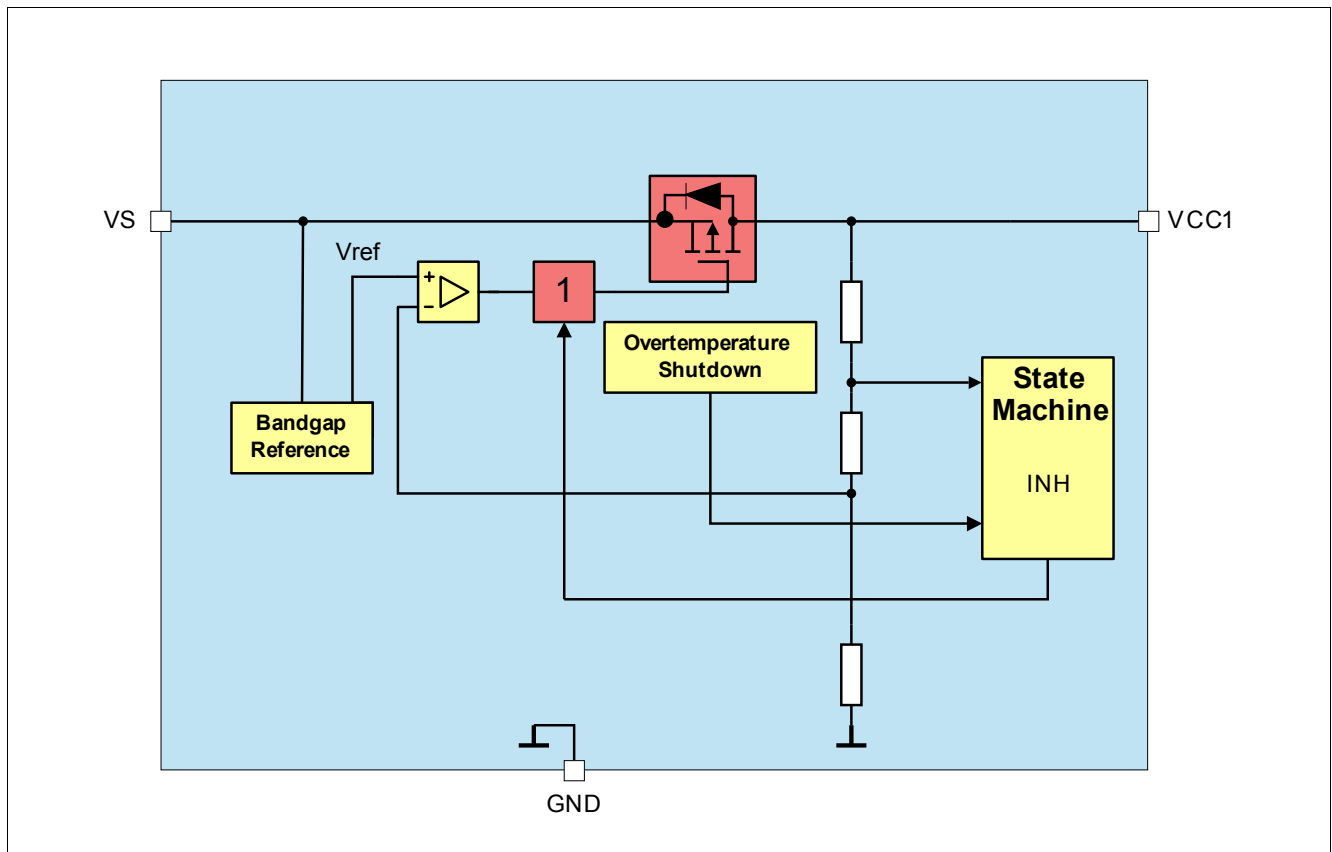 VS
VCC1
Vref
+
−
1
Overtemperature
Shutdown
State
Machine
Bandgap
Reference
INH
GND